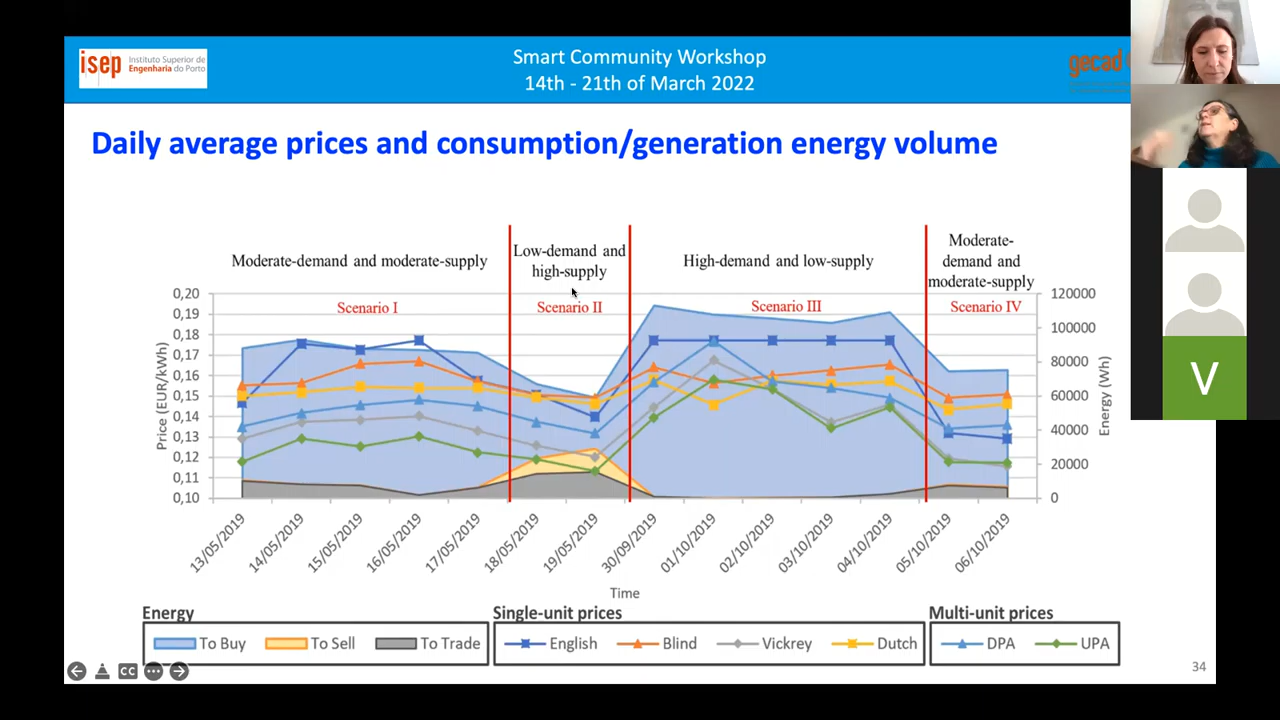 isep Instituto Superior de
Engenharia do Porto
Smart Community Workshop
14th - 21th of March 2022
gecad
Daily average prices and consumption/generation energy volume
Moderate-demand and moderate-supply
Low-demand and
high-supply
High-demand and low-supply
Moderate-
demand and
moderate-supply
Scenario I
Scenario II
Scenario III
Scenario IV
0,20
0,19
0,18
0,17
0,16
0,15
0,14
0,13
0,12
0,11
0,10
Price (EUR/kWh)
120000
100000
80000
60000
40000
20000
0
Energy (Wh)
13/05/2019
14/05/2019
15/05/2019
16/05/2019
17/05/2019
18/05/2019
19/05/2019
30/09/2019
01/10/2019
02/10/2019
03/10/2019
04/10/2019
05/10/2019
06/10/2019
Time
Energy
To Buy
To Sell
To Trade
Single-unit prices
English
Blind
Vickrey
Dutch
Multi-unit prices
DPA
UPA
CC
34
V